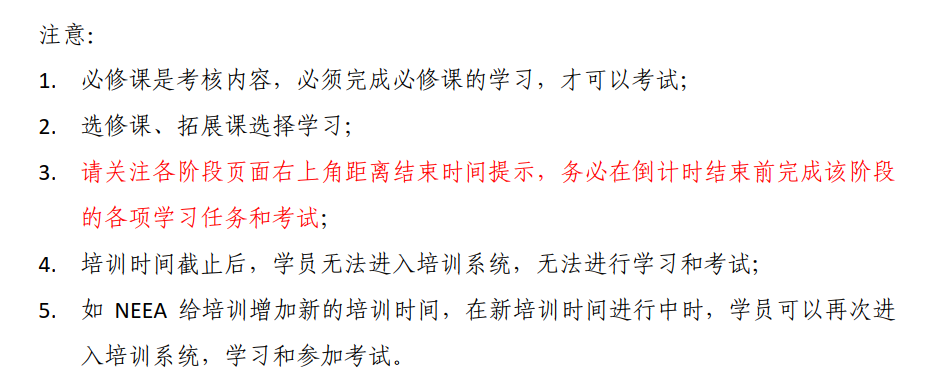 注意：
1. 必修课是考核内容，必须完成必修课的学习，才可以考试；
2. 选修课、拓展课选择学习；
3. 请关注各阶段页面右上角距离结束时间提示，务必在倒计时结束前完成该阶段
的各项学习任务和考试；
4. 培训时间截止后，学员无法进入培训系统，无法进行学习和考试；
5. 如 NEEA 给培训增加新的培训时间，在新培训时间进行中时，学员可以再次进
入培训系统，学习和参加考试。